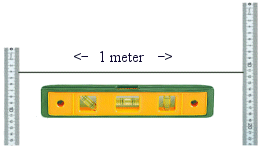 <– 1 meter –>